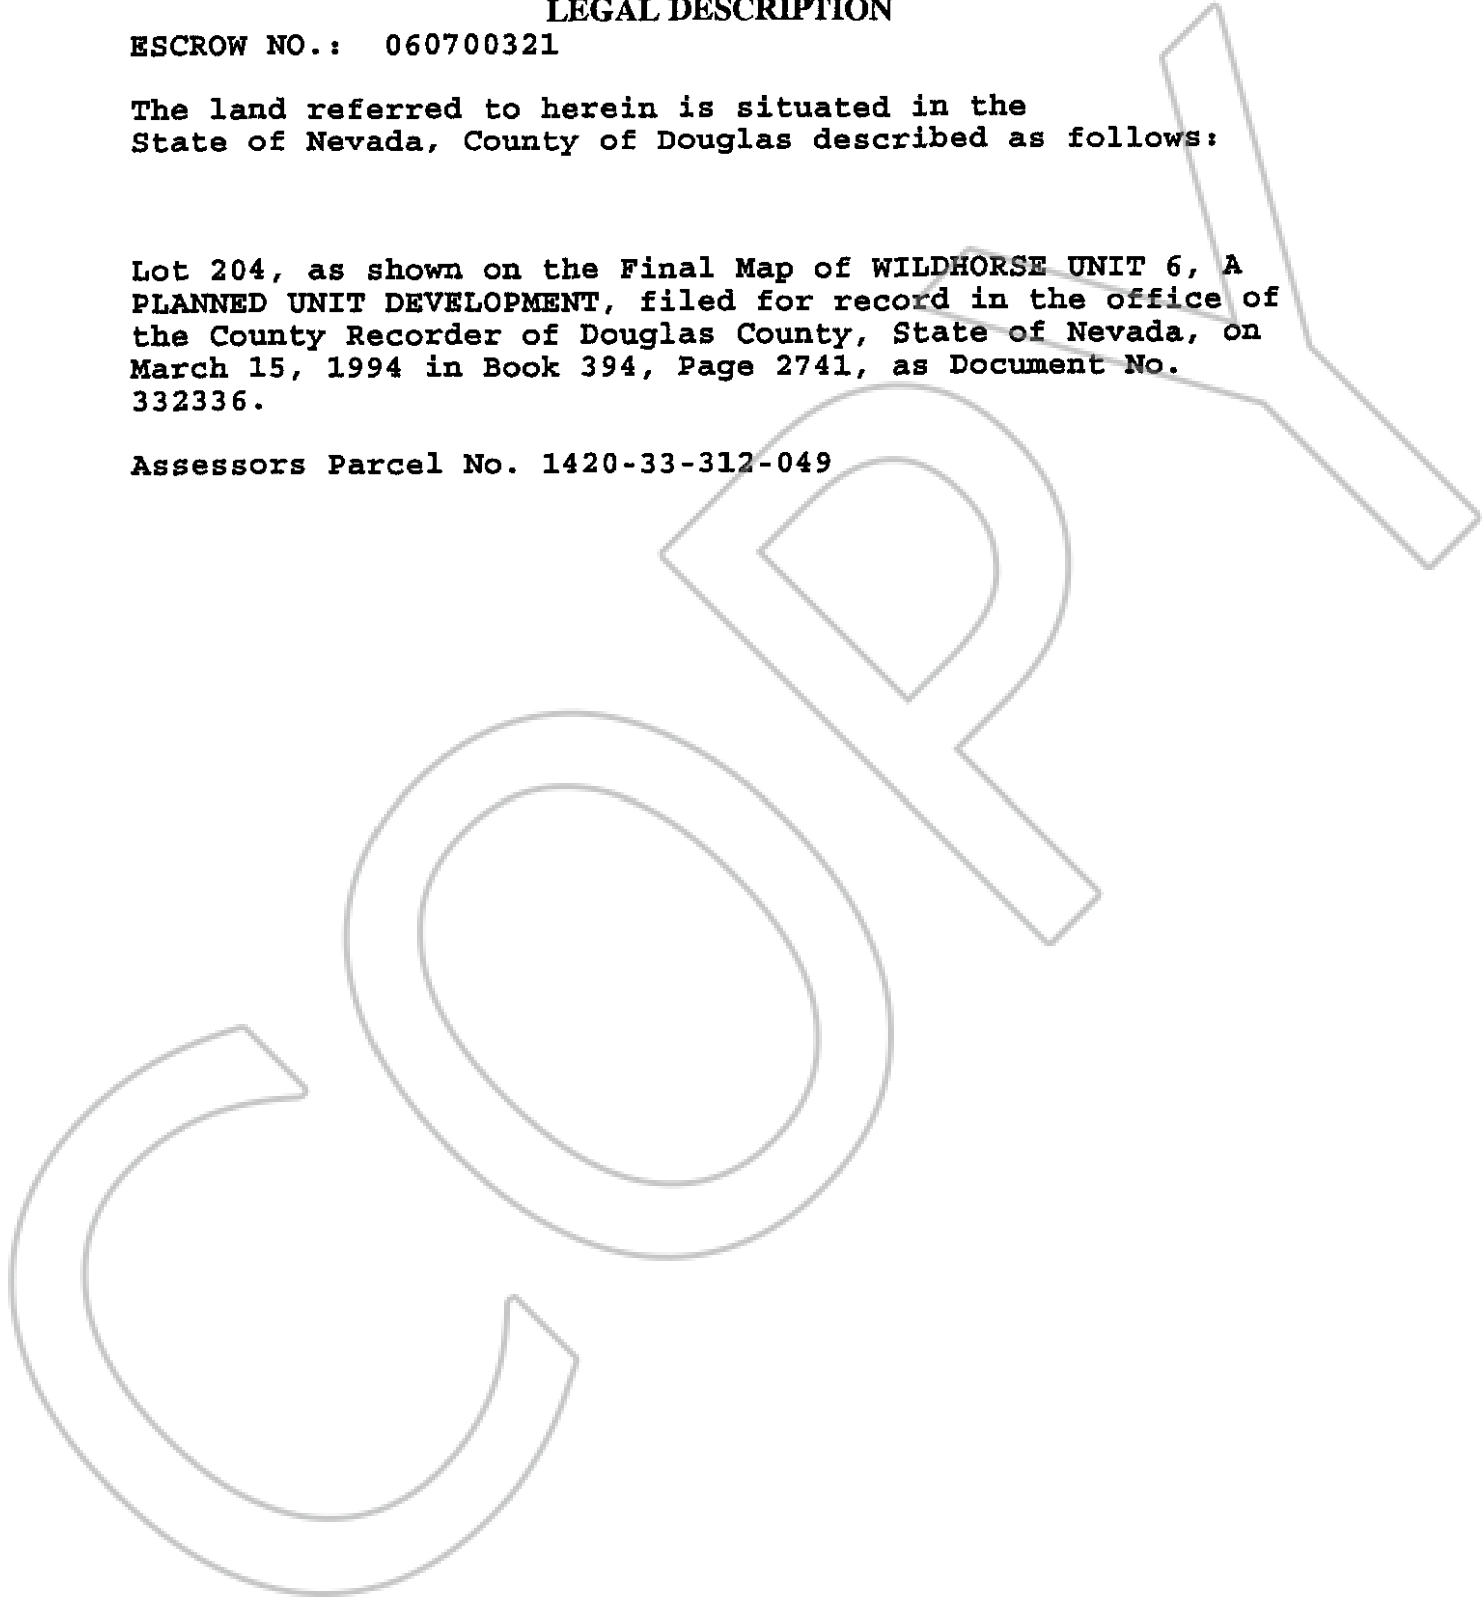 LEGAL DESCRIPTION
ESCROW NO.: 060700321
The land referred to herein is situated in the
State of Nevada, County of Douglas described as follows:
Lot 204, as shown on the Final Map of WILDHORSE UNIT 6, A
PLANNED UNIT DEVELOPMENT, filed for record in the office of
the County Recorder of Douglas County, State of Nevada, on
March 15, 1994 in Book 394, Page 2741, as Document No.
332336.
Assessors Parcel No. 1420-33-312-049
COPY